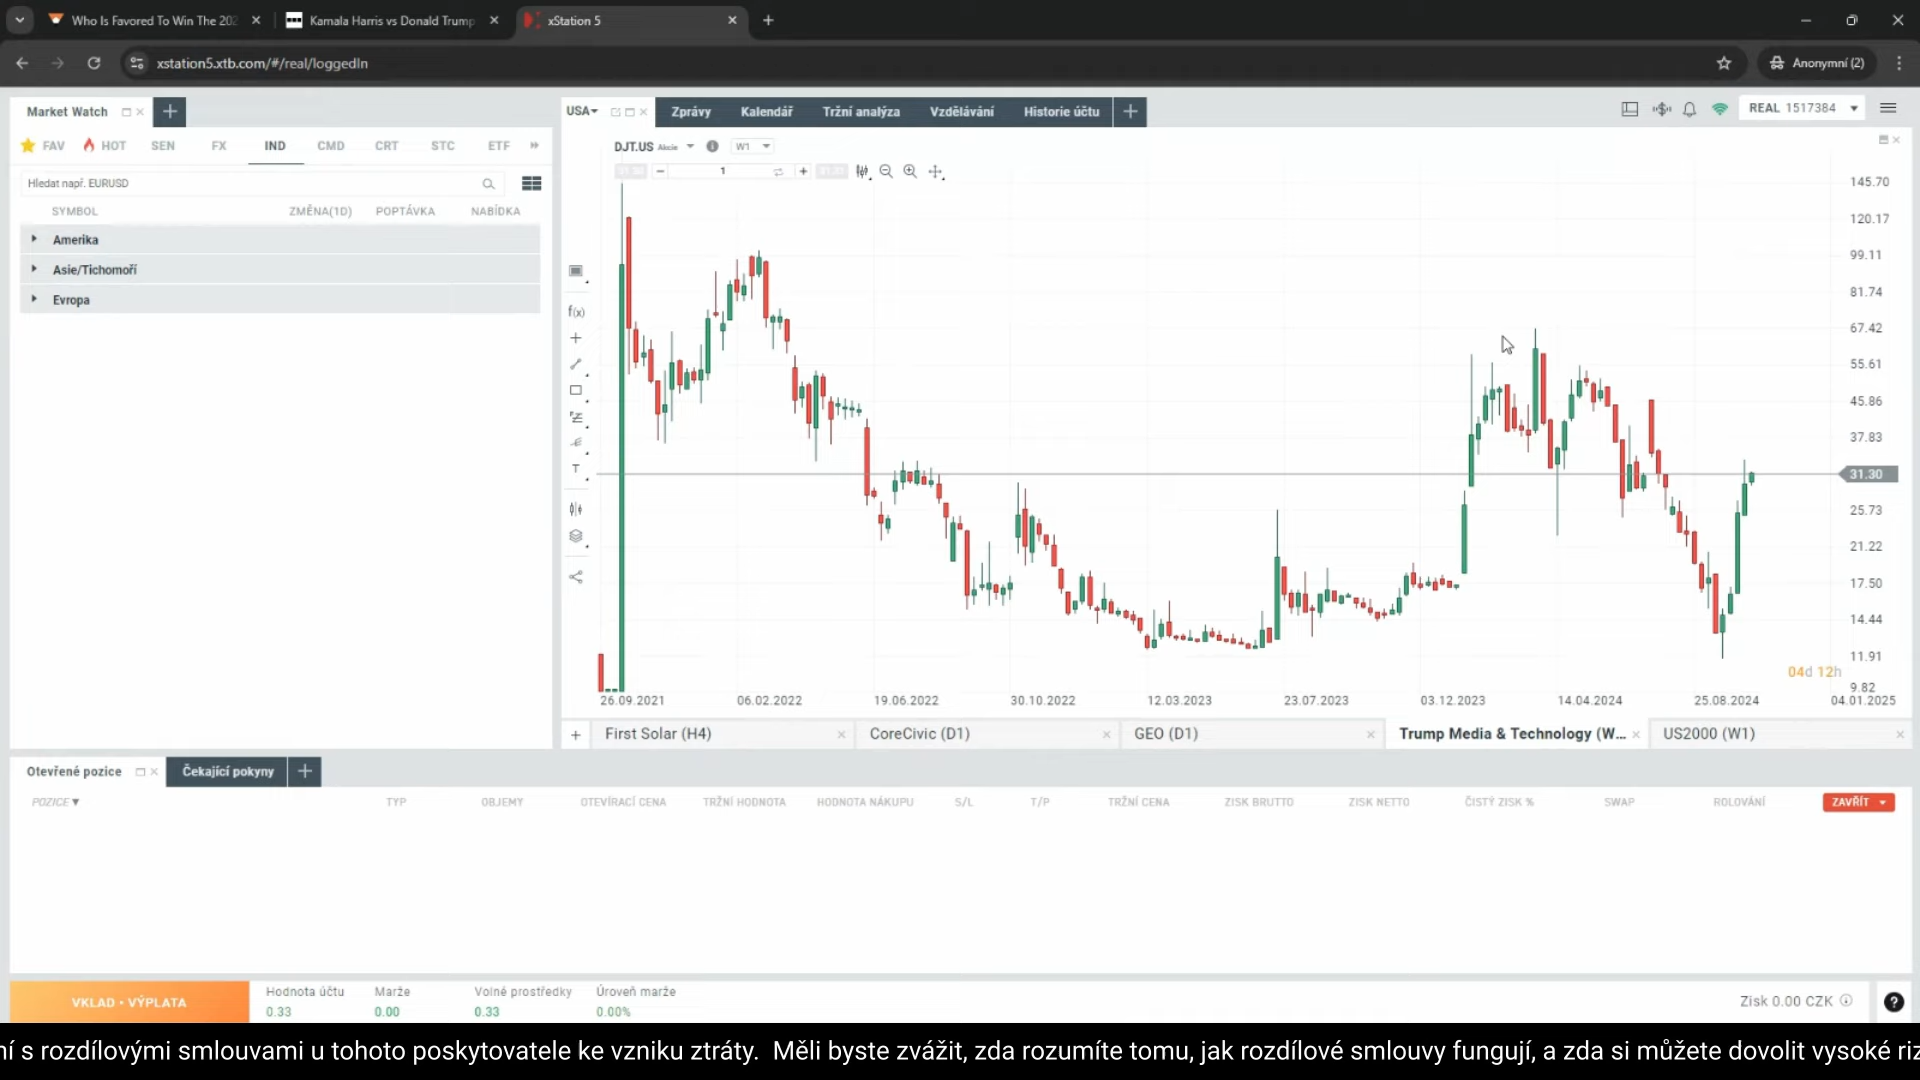 Who Is Favored To Win The 202
Kamala Harris vs Donald Trump
xStation 5
xstation5.xtb.com/#/real/loggedIn
Anonymní (2)
Market Watch
USA
Zprávy
Kalendář
Tržní analýza
Vzdělávání
Historie účtu
REAL 1517384
FAV
HOT
SEN
FX
IND
CMD
CRT
STC
ETF
DJT.US Akcie
W1
1
Hledat např. EURUSD
SYMBOL
ZMĚNA(1D)
POPTÁVKA
NABÍDKA
Amerika
Asie/Tichomoří
Evropa
f(x)
T
145.70
120.17
99.11
81.74
67.42
55.61
45.86
37.83
31.30
25.73
21.22
17.50
14.44
11.91
9.82
04d 12h
26.09.2021
06.02.2022
19.06.2022
30.10.2022
12.03.2023
23.07.2023
03.12.2023
14.04.2024
25.08.2024
04.01.2025
First Solar (H4)
CoreCivic (D1)
GEO (D1)
Trump Media & Technology (W...
US2000 (W1)
Otevřené pozice
Čekající pokyny
POZICE
TYP
OBJEMY
OTEVÍRACÍ CENA
TRŽNÍ HODNOTA
HODNOTA NÁKUPU
S/L
T/P
TRŽNÍ CENA
ZISK BRUTTO
ZISK NETTO
ČISTÝ ZISK %
SWAP
ROLOVÁNÍ
ZAVŘÍT
VKLAD • VÝPLATA
Hodnota účtu
0.33
Marže
0.00
Volné prostředky
0.33
Úroveň marže
0.00%
Zisk 0.00 CZK
ní s rozdílovými smlouvami u tohoto poskytovatele ke vzniku ztráty. Měli byste zvážit, zda rozumíte tomu, jak rozdílové smlouvy fungují, a zda si můžete dovolit vysoké riz